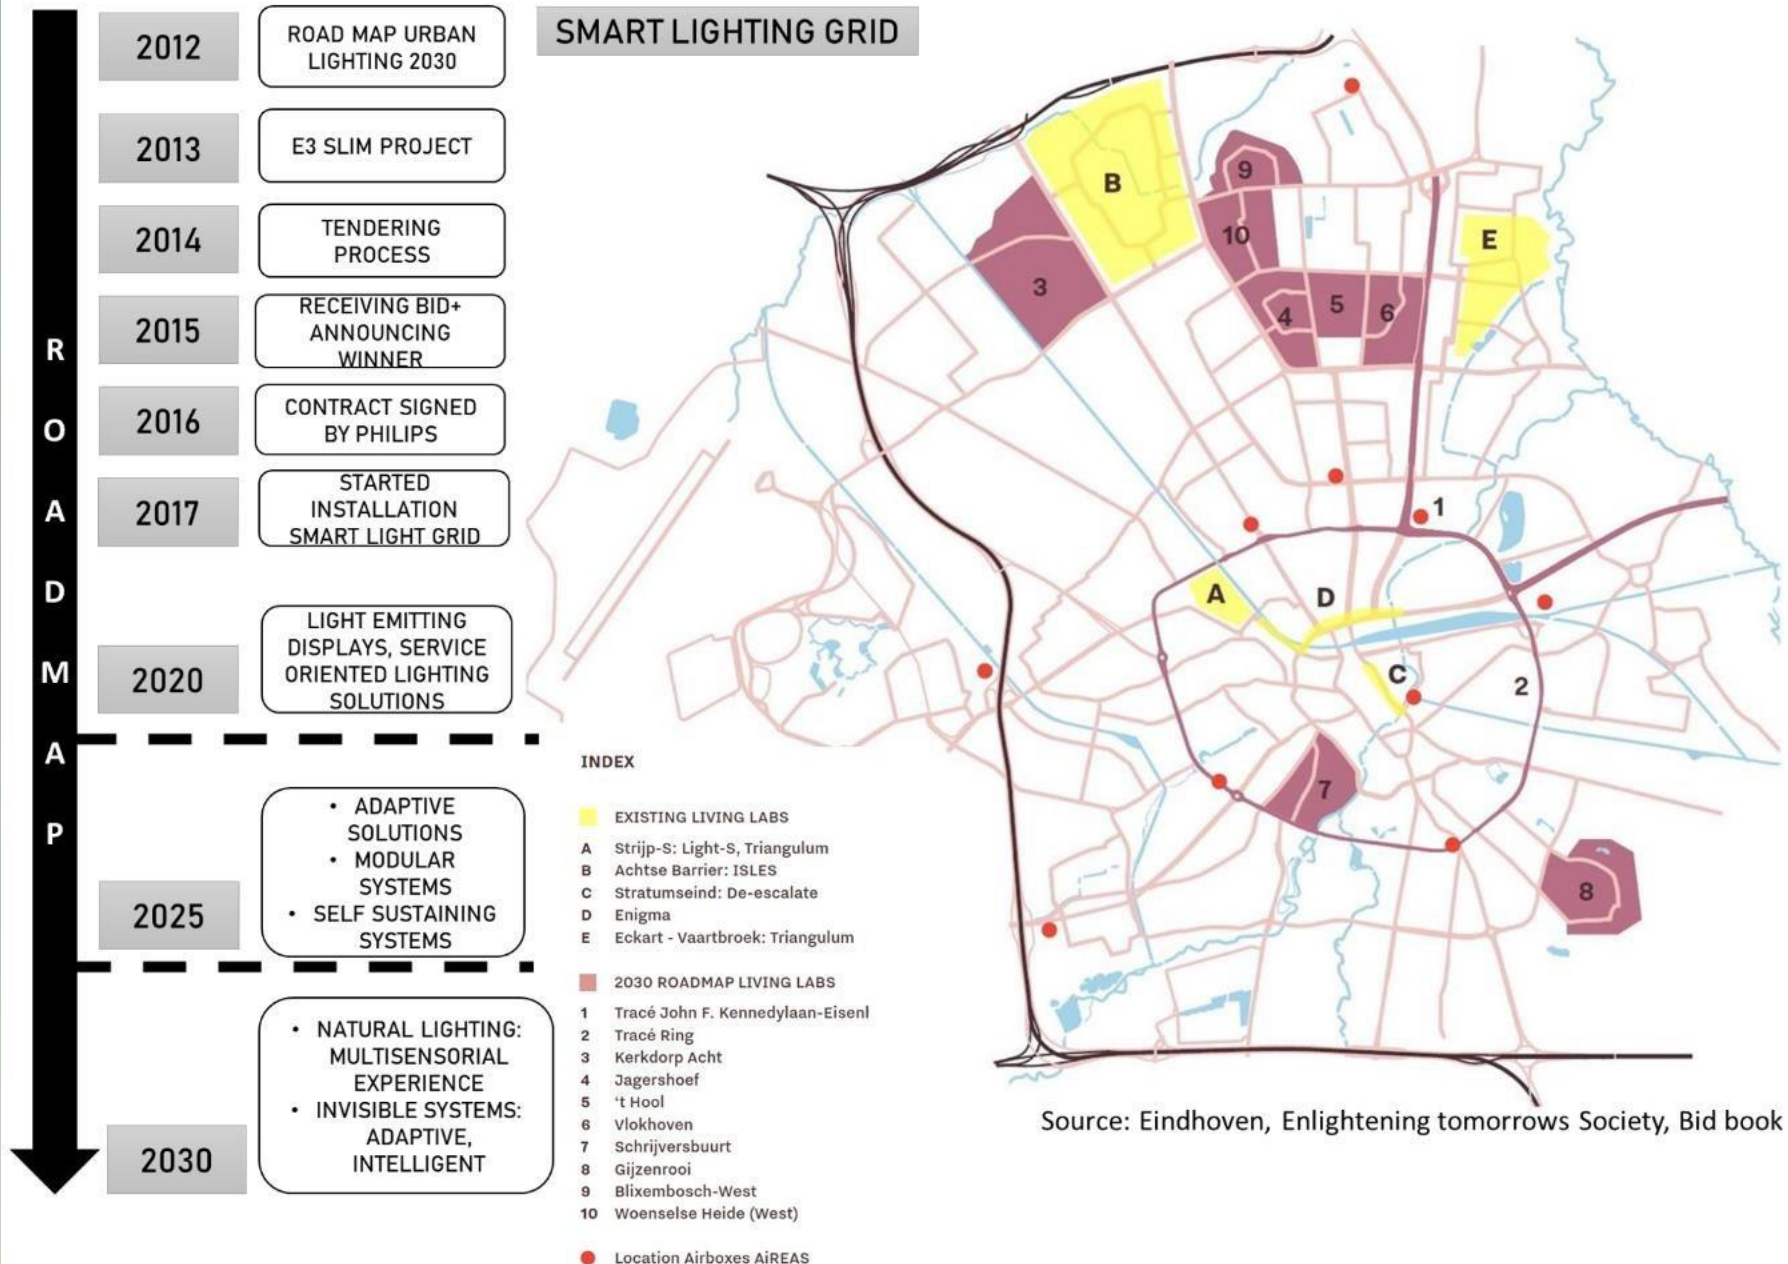 SMART LIGHTING GRID
ROADMAP
2012
ROAD MAP URBAN
LIGHTING 2030
2013
E3 SLIM PROJECT
2014
TENDERING
PROCESS
2015
RECEIVING BID+
ANNOUNCING
WINNER
2016
CONTRACT SIGNED
BY PHILIPS
2017
STARTED
INSTALLATION
SMART LIGHT GRID
2020
LIGHT EMITTING
DISPLAYS, SERVICE
ORIENTED LIGHTING
SOLUTIONS
2025
• ADAPTIVE
SOLUTIONS
• MODULAR
SYSTEMS
• SELF SUSTAINING
SYSTEMS
2030
• NATURAL LIGHTING:
MULTISENSORIAL
EXPERIENCE
• INVISIBLE SYSTEMS:
ADAPTIVE,
INTELLIGENT
B
9
10
E
3
4
5
6
1
A
D
C
2
7
8
INDEX
EXISTING LIVING LABS
A Strijp-S: Light-S, Triangulum
B Achtse Barrier: ISLES
C Stratumseind: De-escalate
D Enigma
E Eckart - Vaartbroek: Triangulum
2030 ROADMAP LIVING LABS
1 Tracé John F. Kennedylaan-Eisenl
2 Tracé Ring
3 Kerkdorp Acht
4 Jagershoef
5 ‘t Hool
6 Vlokhoven
7 Schrijversbuurt
8 Gijzenrooi
9 Blixembosch-West
10 Woenselse Heide (West)
Location Airboxes AiREAS
Source: Eindhoven, Enlightening tomorrows Society, Bid book